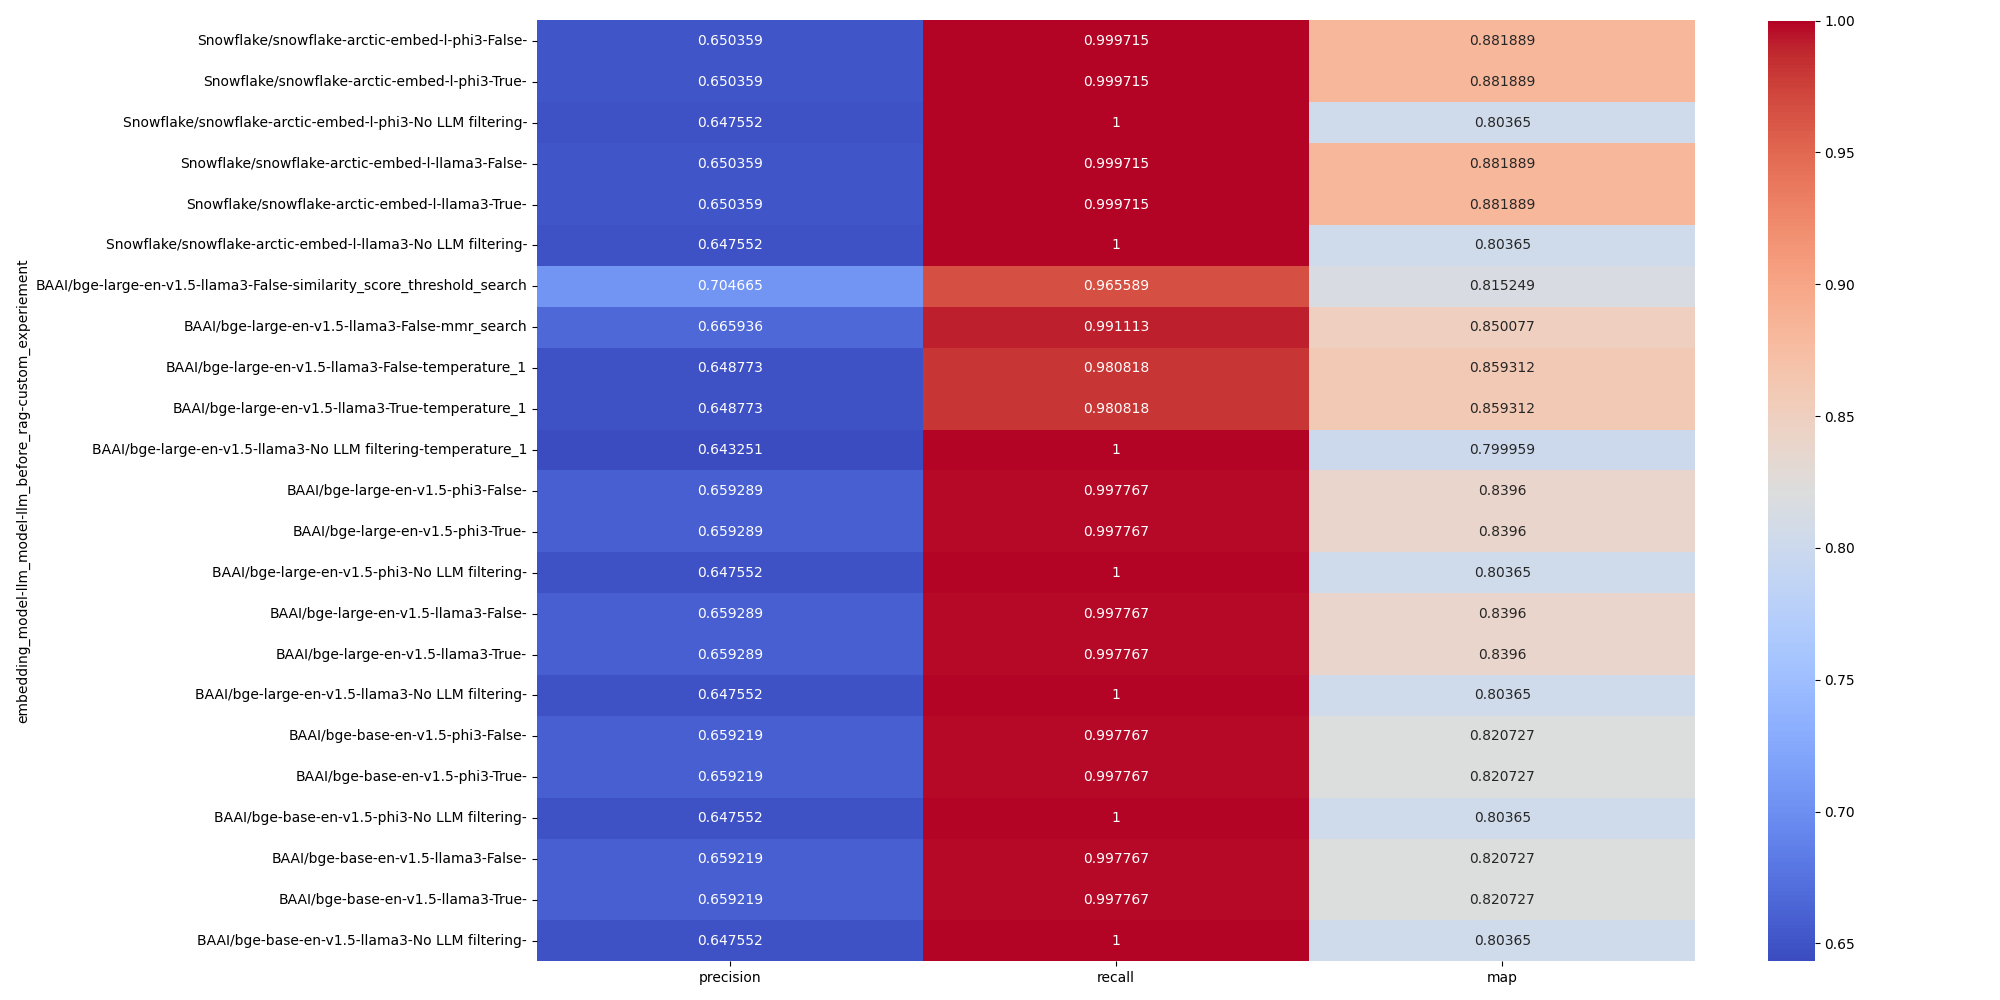 embedding_model-llm_model-llm_before_rag-custom_experiement
Snowflake/snowflake-arctic-embed-l-phi3-False- 0.650359 0.999715 0.881889
Snowflake/snowflake-arctic-embed-l-phi3-True- 0.650359 0.999715 0.881889
Snowflake/snowflake-arctic-embed-l-phi3-No LLM filtering- 0.647552 1 0.80365
Snowflake/snowflake-arctic-embed-l-llama3-False- 0.650359 0.999715 0.881889
Snowflake/snowflake-arctic-embed-l-llama3-True- 0.650359 0.999715 0.881889
Snowflake/snowflake-arctic-embed-l-llama3-No LLM filtering- 0.647552 1 0.80365
BAAI/bge-large-en-v1.5-llama3-False-similarity_score_threshold_search 0.704665 0.965589 0.815249
BAAI/bge-large-en-v1.5-llama3-False-mmr_search 0.665936 0.991113 0.850077
BAAI/bge-large-en-v1.5-llama3-False-temperature_1 0.648773 0.980818 0.859312
BAAI/bge-large-en-v1.5-llama3-True-temperature_1 0.648773 0.980818 0.859312
BAAI/bge-large-en-v1.5-llama3-No LLM filtering-temperature_1 0.643251 1 0.799959
BAAI/bge-large-en-v1.5-phi3-False- 0.659289 0.997767 0.8396
BAAI/bge-large-en-v1.5-phi3-True- 0.659289 0.997767 0.8396
BAAI/bge-large-en-v1.5-phi3-No LLM filtering- 0.647552 1 0.80365
BAAI/bge-large-en-v1.5-llama3-False- 0.659289 0.997767 0.8396
BAAI/bge-large-en-v1.5-llama3-True- 0.659289 0.997767 0.8396
BAAI/bge-large-en-v1.5-llama3-No LLM filtering- 0.647552 1 0.80365
BAAI/bge-base-en-v1.5-phi3-False- 0.659219 0.997767 0.820727
BAAI/bge-base-en-v1.5-phi3-True- 0.659219 0.997767 0.820727
BAAI/bge-base-en-v1.5-phi3-No LLM filtering- 0.647552 1 0.80365
BAAI/bge-base-en-v1.5-llama3-False- 0.659219 0.997767 0.820727
BAAI/bge-base-en-v1.5-llama3-True- 0.659219 0.997767 0.820727
BAAI/bge-base-en-v1.5-llama3-No LLM filtering- 0.647552 1 0.80365
precision recall map
1.00
0.95
0.90
0.85
0.80
0.75
0.70
0.65